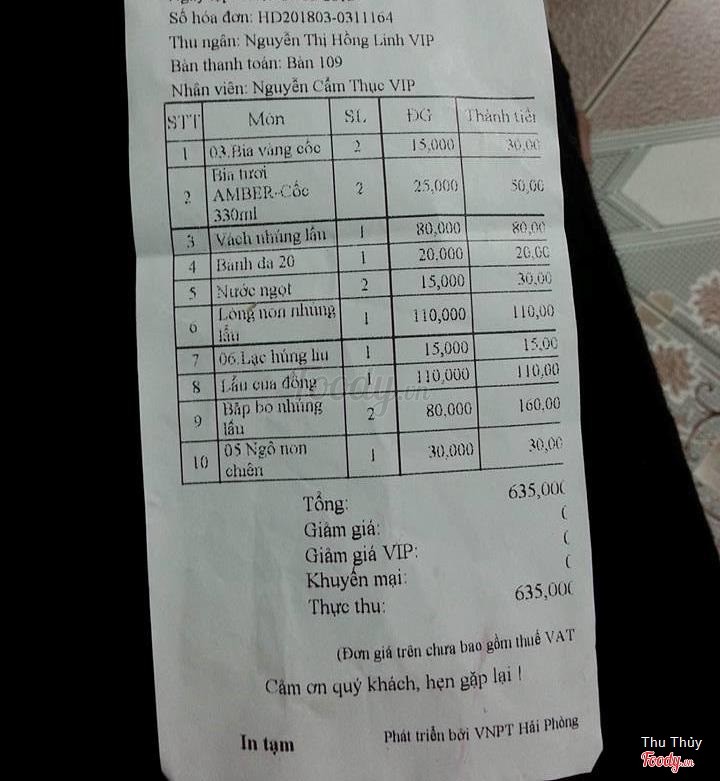 Số hóa đơn: HD201803-0311164
Thu ngân: Nguyễn Thị Hồng Linh VIP
Bàn thanh toán: Bàn 109
Nhân viên: Nguyễn Cẩm Thục VIP
STT Món SL ĐG Thành tiền
1 03.Bia vàng cốc 2 15,000 30,00
2 Bia tươi AMBER-Cốc 330ml 2 25,000 50,00
3 Vách nhúng lẩu 1 80,000 80,00
4 Bánh đa 20 1 20,000 20,00
5 Nước ngọt 2 15,000 30,00
6 Lòng non nhúng lẩu 1 110,000 110,00
7 06.Lạc húng lìu 1 15,000 15,00
8 Lẩu cua đồng 1 110,000 110,00
9 Bắp bò nhúng lẩu 2 80,000 160,00
10 05 Ngô non chiên 1 30,000 30,00
Tổng: 635,00
Giảm giá:
Giảm giá VIP:
Khuyến mại:
Thực thu: 635,00
(Đơn giá trên chưa bao gồm thuế VAT
Cảm ơn quý khách, hẹn gặp lại !
In tạm Phát triển bởi VNPT Hải Phòng
foody.vn
Thu Thủy
Foody.vn